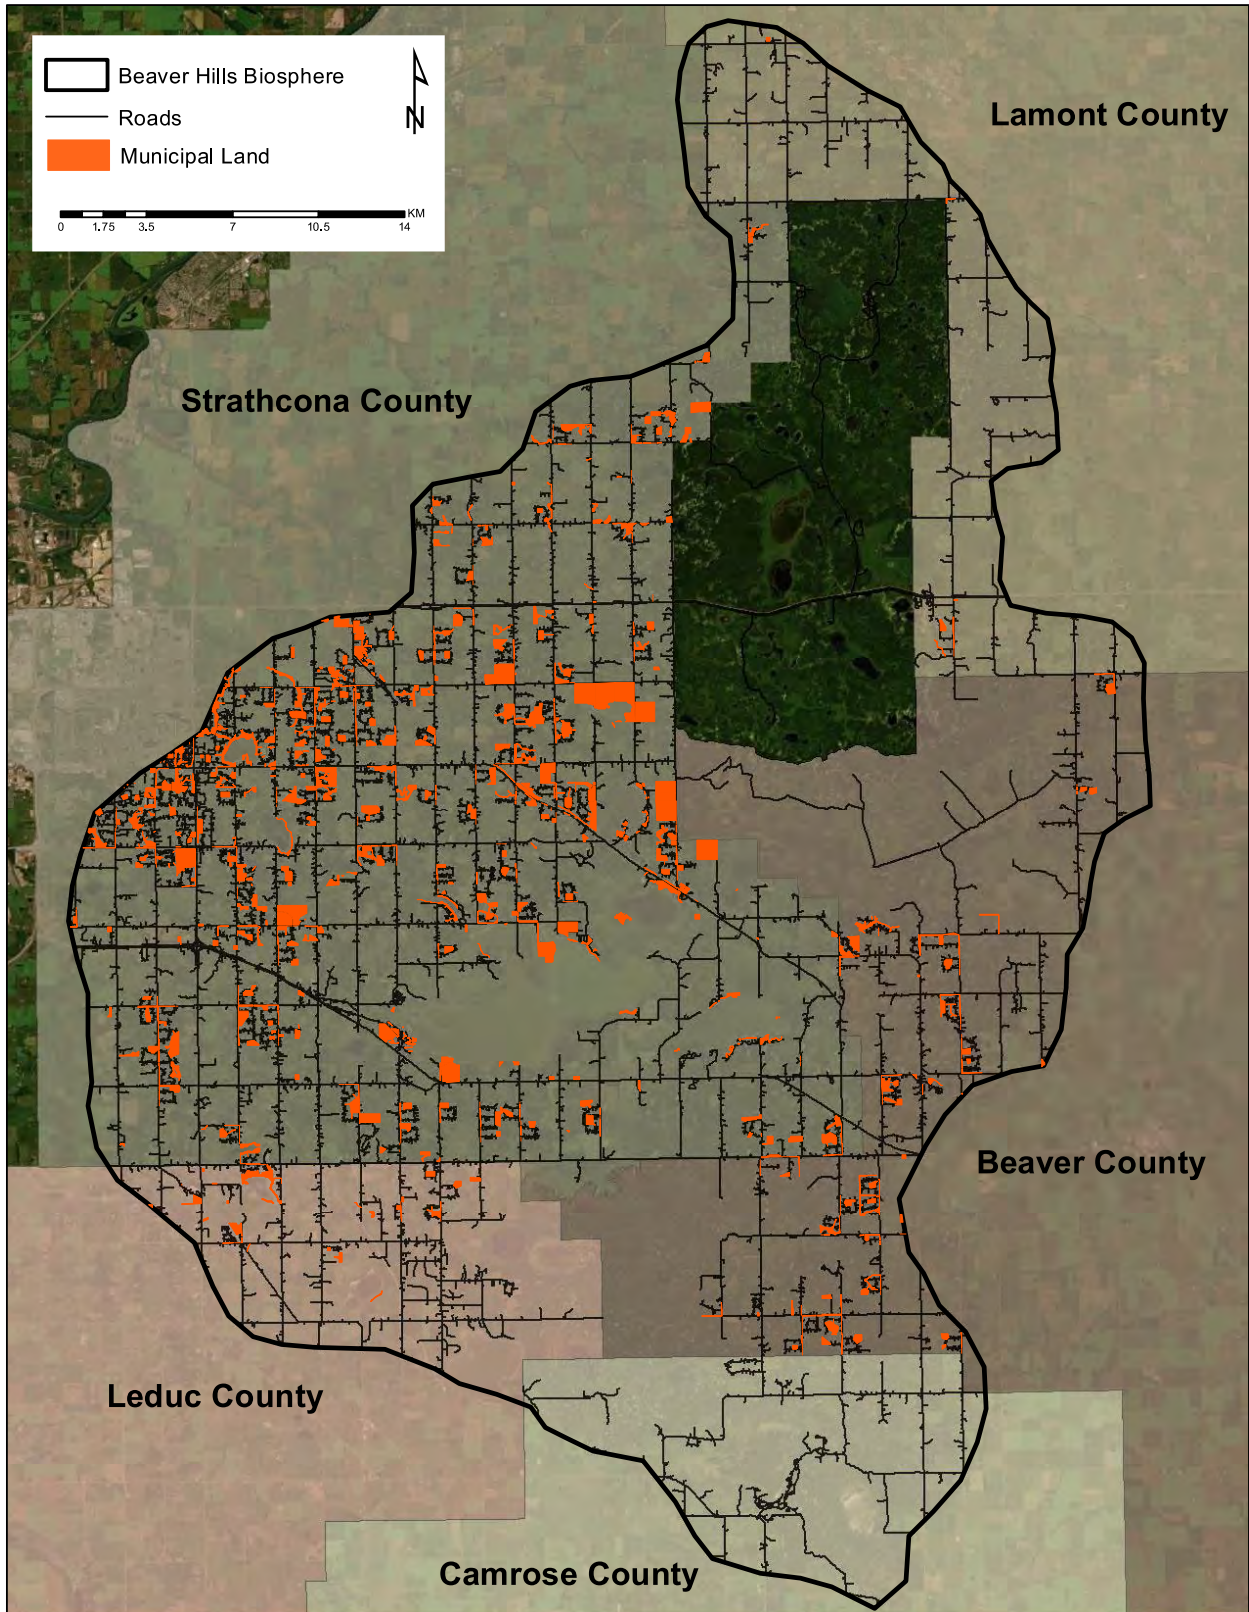 Beaver Hills Biosphere
Roads
Municipal Land
N
KM
0 1.75 3.5 7 10.5 14
Lamont County
Strathcona County
Beaver County
Leduc County
Camrose County